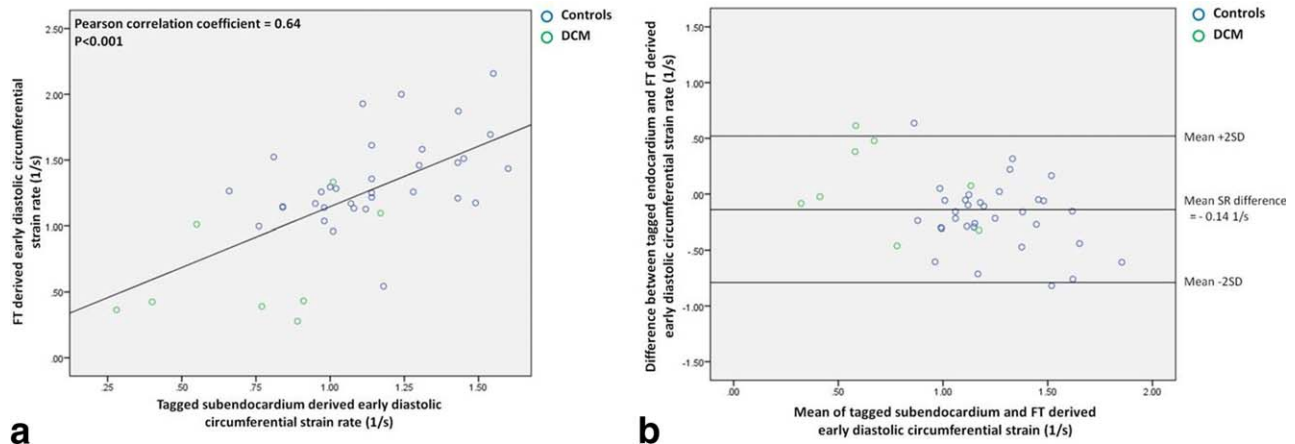 Pearson correlation coefficient = 0.64
P<0.001
Controls
DCM
2.50
2.00
1.50
1.00
.50
.00
FT derived early diastolic circumferential
strain rate (1/s)
.25
.50
.75
1.00
1.25
1.50
Tagged subendocardium derived early diastolic
circumferential strain rate (1/s)
a
Controls
DCM
1.50
1.00
.50
.00
-.50
-1.00
-1.50
Difference between tagged endocardium and FT derived
early diastolic circumferential strain rate (1/s)
Mean +2SD
Mean SR difference
= - 0.14 1/s
Mean -2SD
.00
.50
1.00
1.50
2.00
Mean of tagged subendocardium and FT derived
early diastolic circumferential strain (1/s)
b